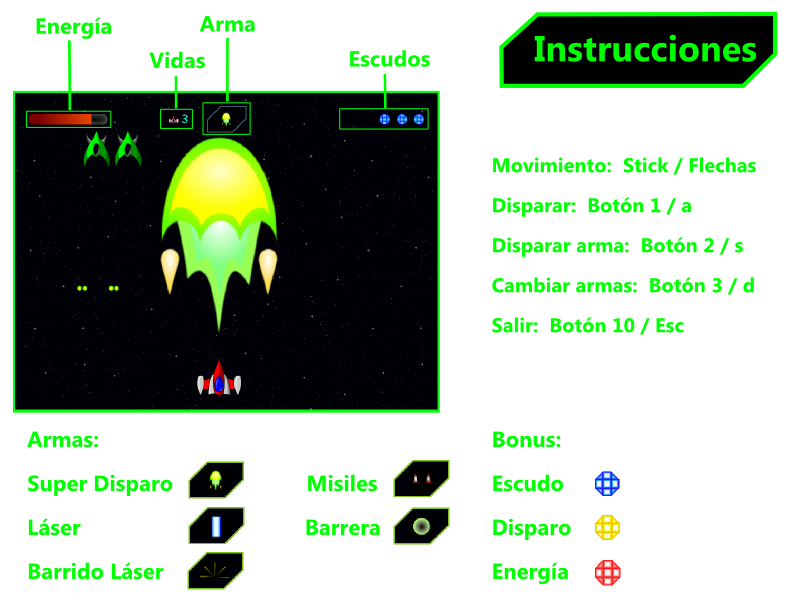 Energía
Arma
Vidas
Escudos
3
Instrucciones
Movimiento: Stick / Flechas
Disparar: Botón 1 / a
Disparar arma: Botón 2 / s
Cambiar armas: Botón 3 / d
Salir: Botón 10 / Esc
Armas:
Super Disparo
Láser
Barrido Láser
Misiles
Barrera
Bonus:
Escudo
Disparo
Energía